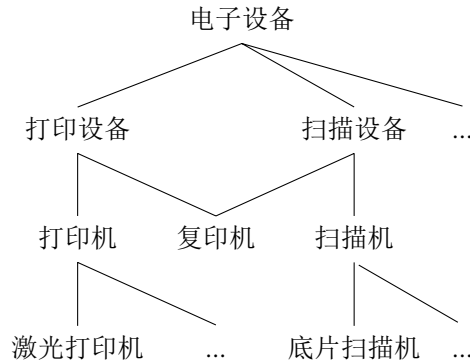 电子设备
打印设备 扫描设备 ...
打印机 复印机 扫描机
激光打印机 ... 底片扫描机 ...